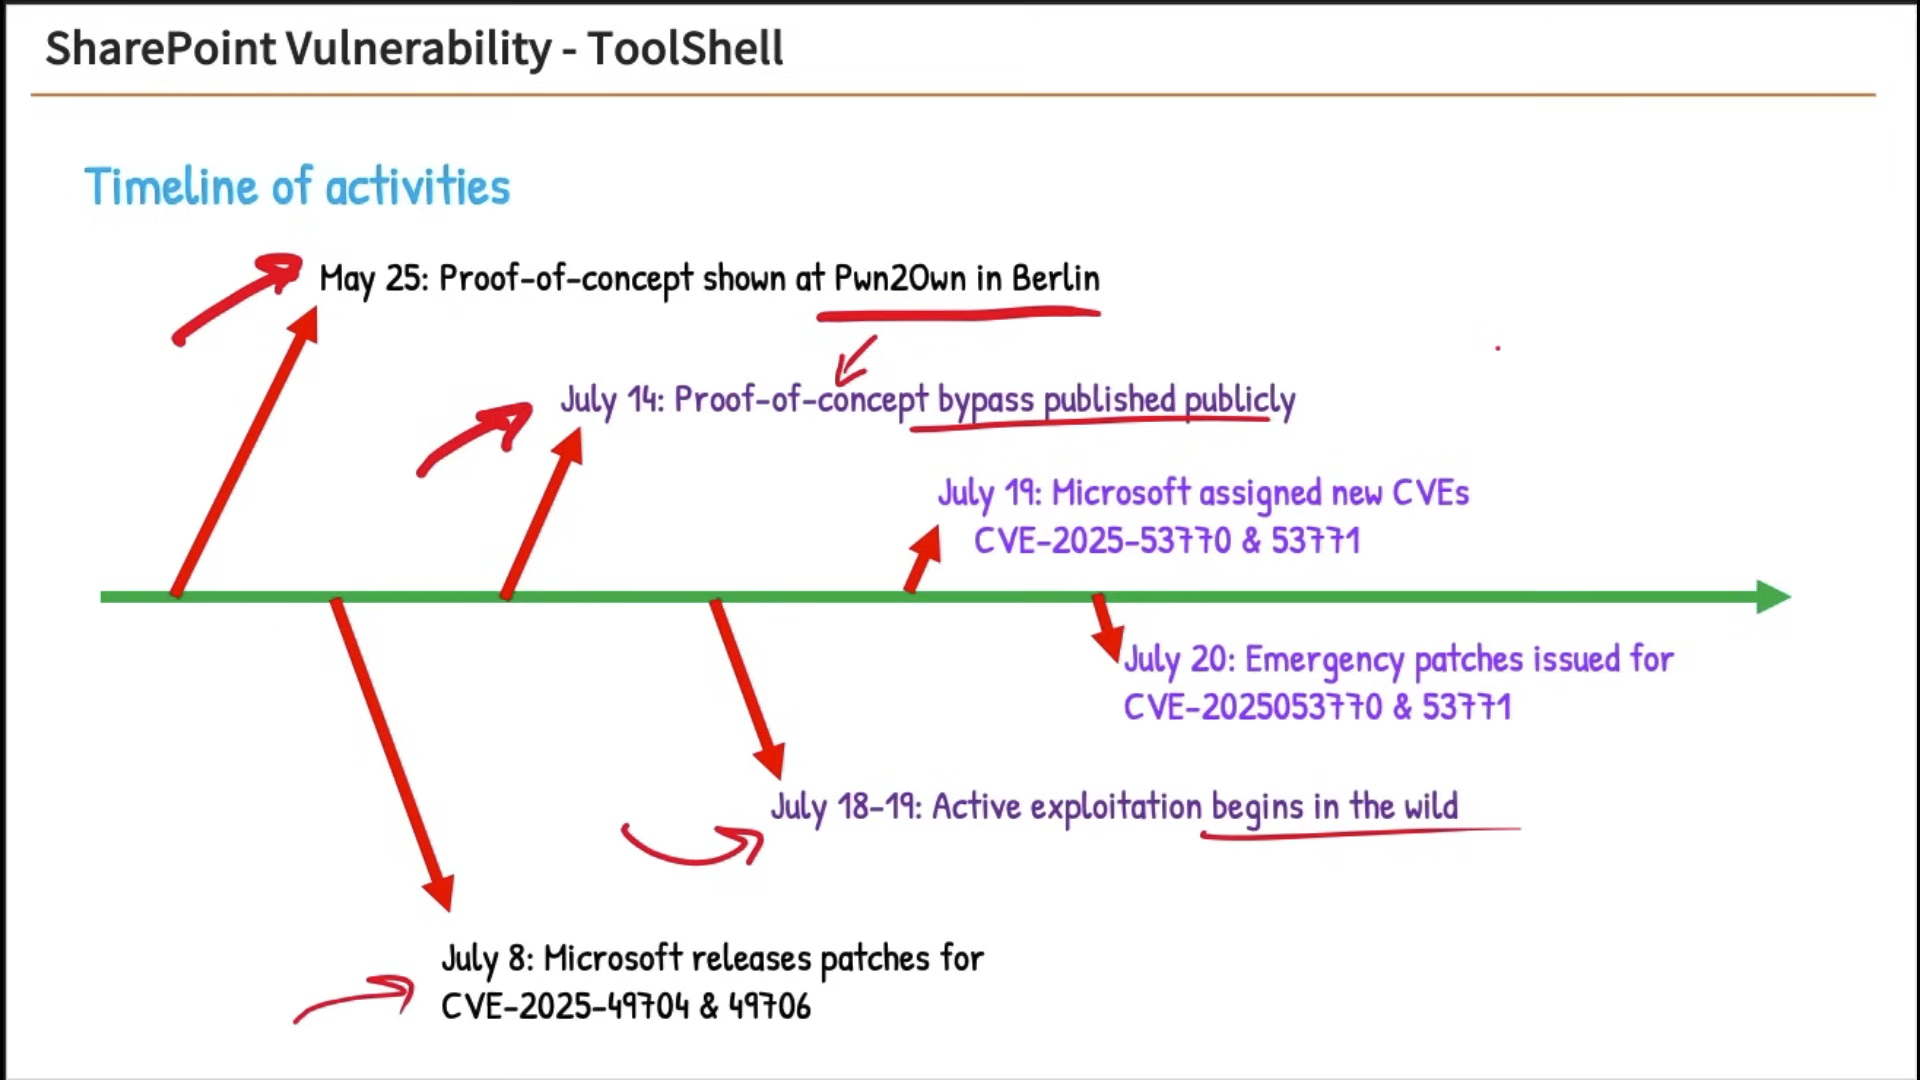 SharePoint Vulnerability - ToolShell
Timeline of activities
May 25: Proof-of-concept shown at Pwn2Own in Berlin
July 14: Proof-of-concept bypass published publicly
July 19: Microsoft assigned new CVEs
CVE-2025-53770 & 53771
July 20: Emergency patches issued for
CVE-2025053770 & 53771
July 18-19: Active exploitation begins in the wild
July 8: Microsoft releases patches for
CVE-2025-49704 & 49706